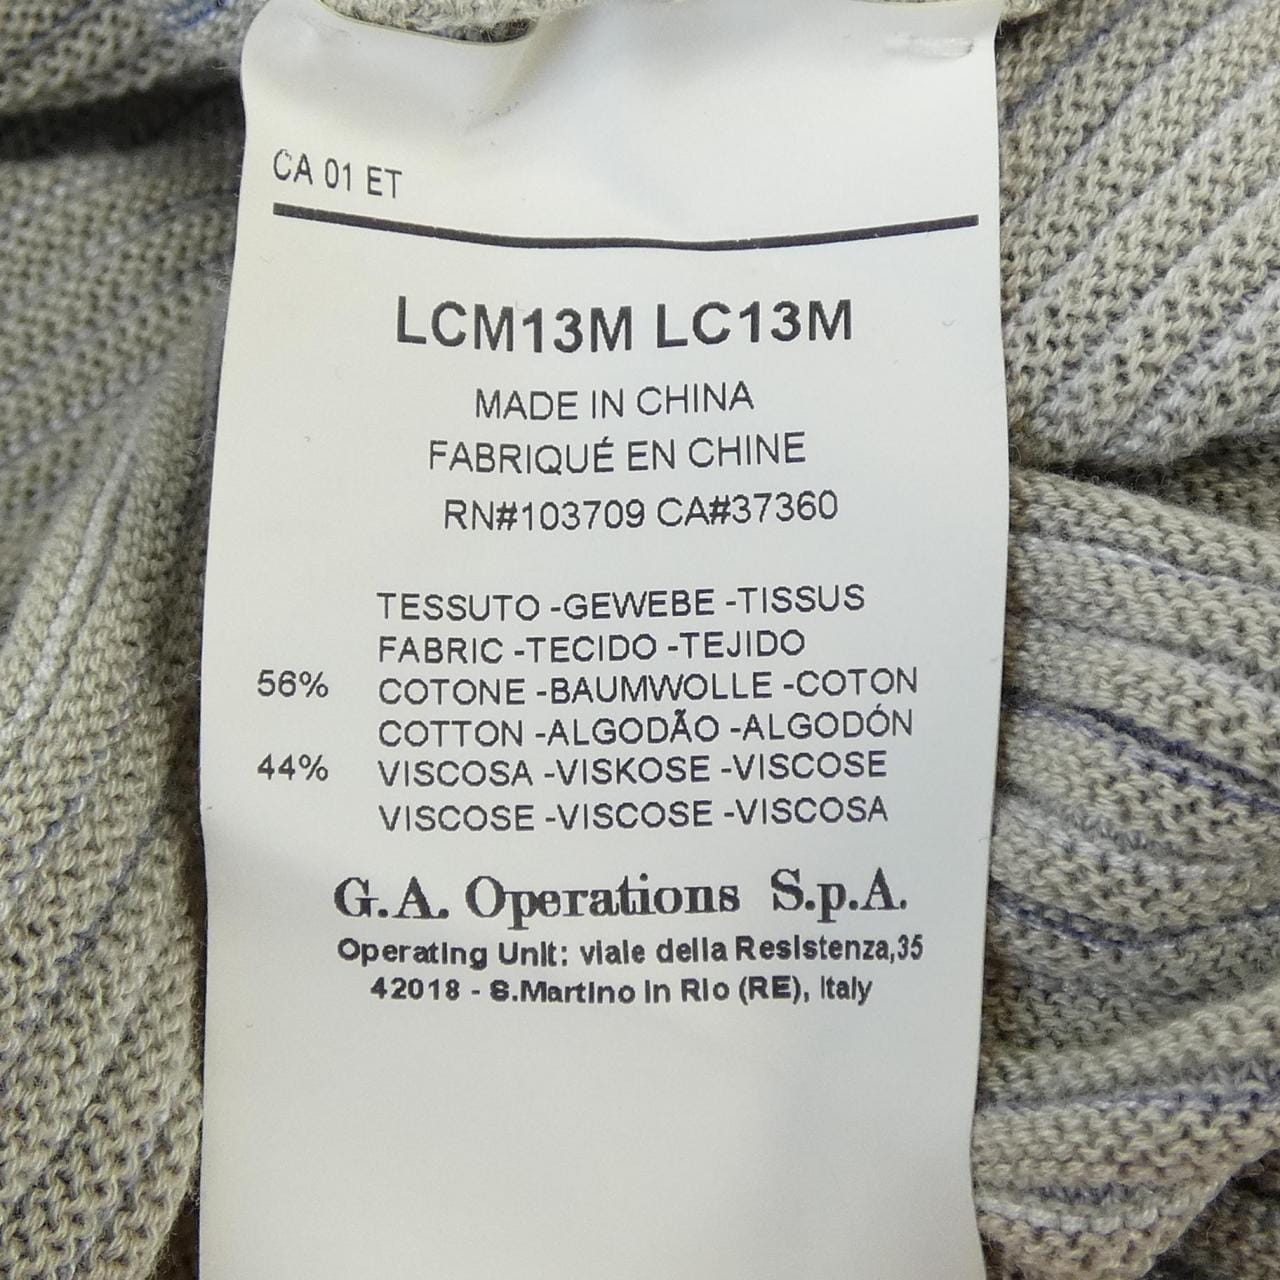 CA 01 ET
LCM13M LC13M
MADE IN CHINA
FABRIQUÉ EN CHINE
RN#103709 CA#37360
TESSUTO -GEWEBE -TISSUS
FABRIC -TECIDO -TEJIDO
56% COTONE -BAUMWOLLE -COTON
COTTON -ALGODÃO -ALGODÓN
44% VISCOSA -VISKOSE -VISCOSE
VISCOSE -VISCOSE -VISCOSA
G.A. Operations S.p.A.
Operating Unit: viale della Resistenza,35
42018 - S.Martino in Rio (RE), Italy